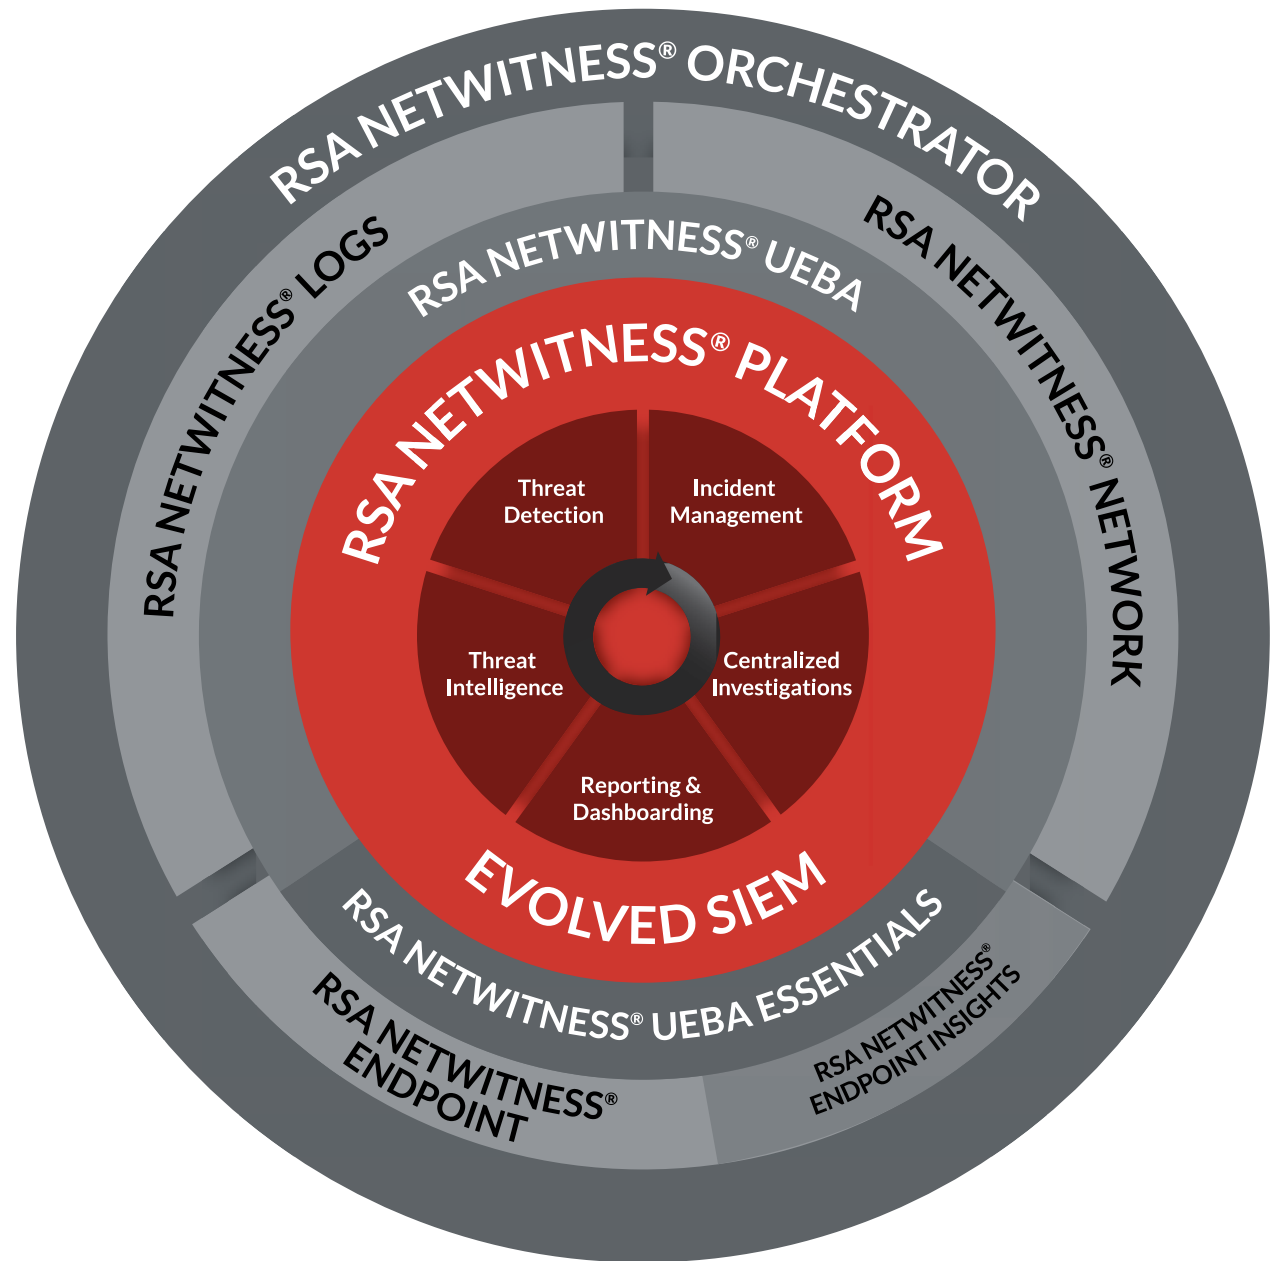 RSA NETWITNESS® ORCHESTRATOR
RSA NETWITNESS® LOGS
RSA NETWITNESS® NETWORK
RSA NETWITNESS® UEBA
RSA NETWITNESS® PLATFORM
Threat
Detection
Incident
Management
Threat
Intelligence
Centralized
Investigations
Reporting &
Dashboarding
EVOLVED SIEM
RSA NETWITNESS® UEBA ESSENTIALS
RSA NETWITNESS®
ENDPOINT
RSA NETWITNESS®
ENDPOINT INSIGHTS